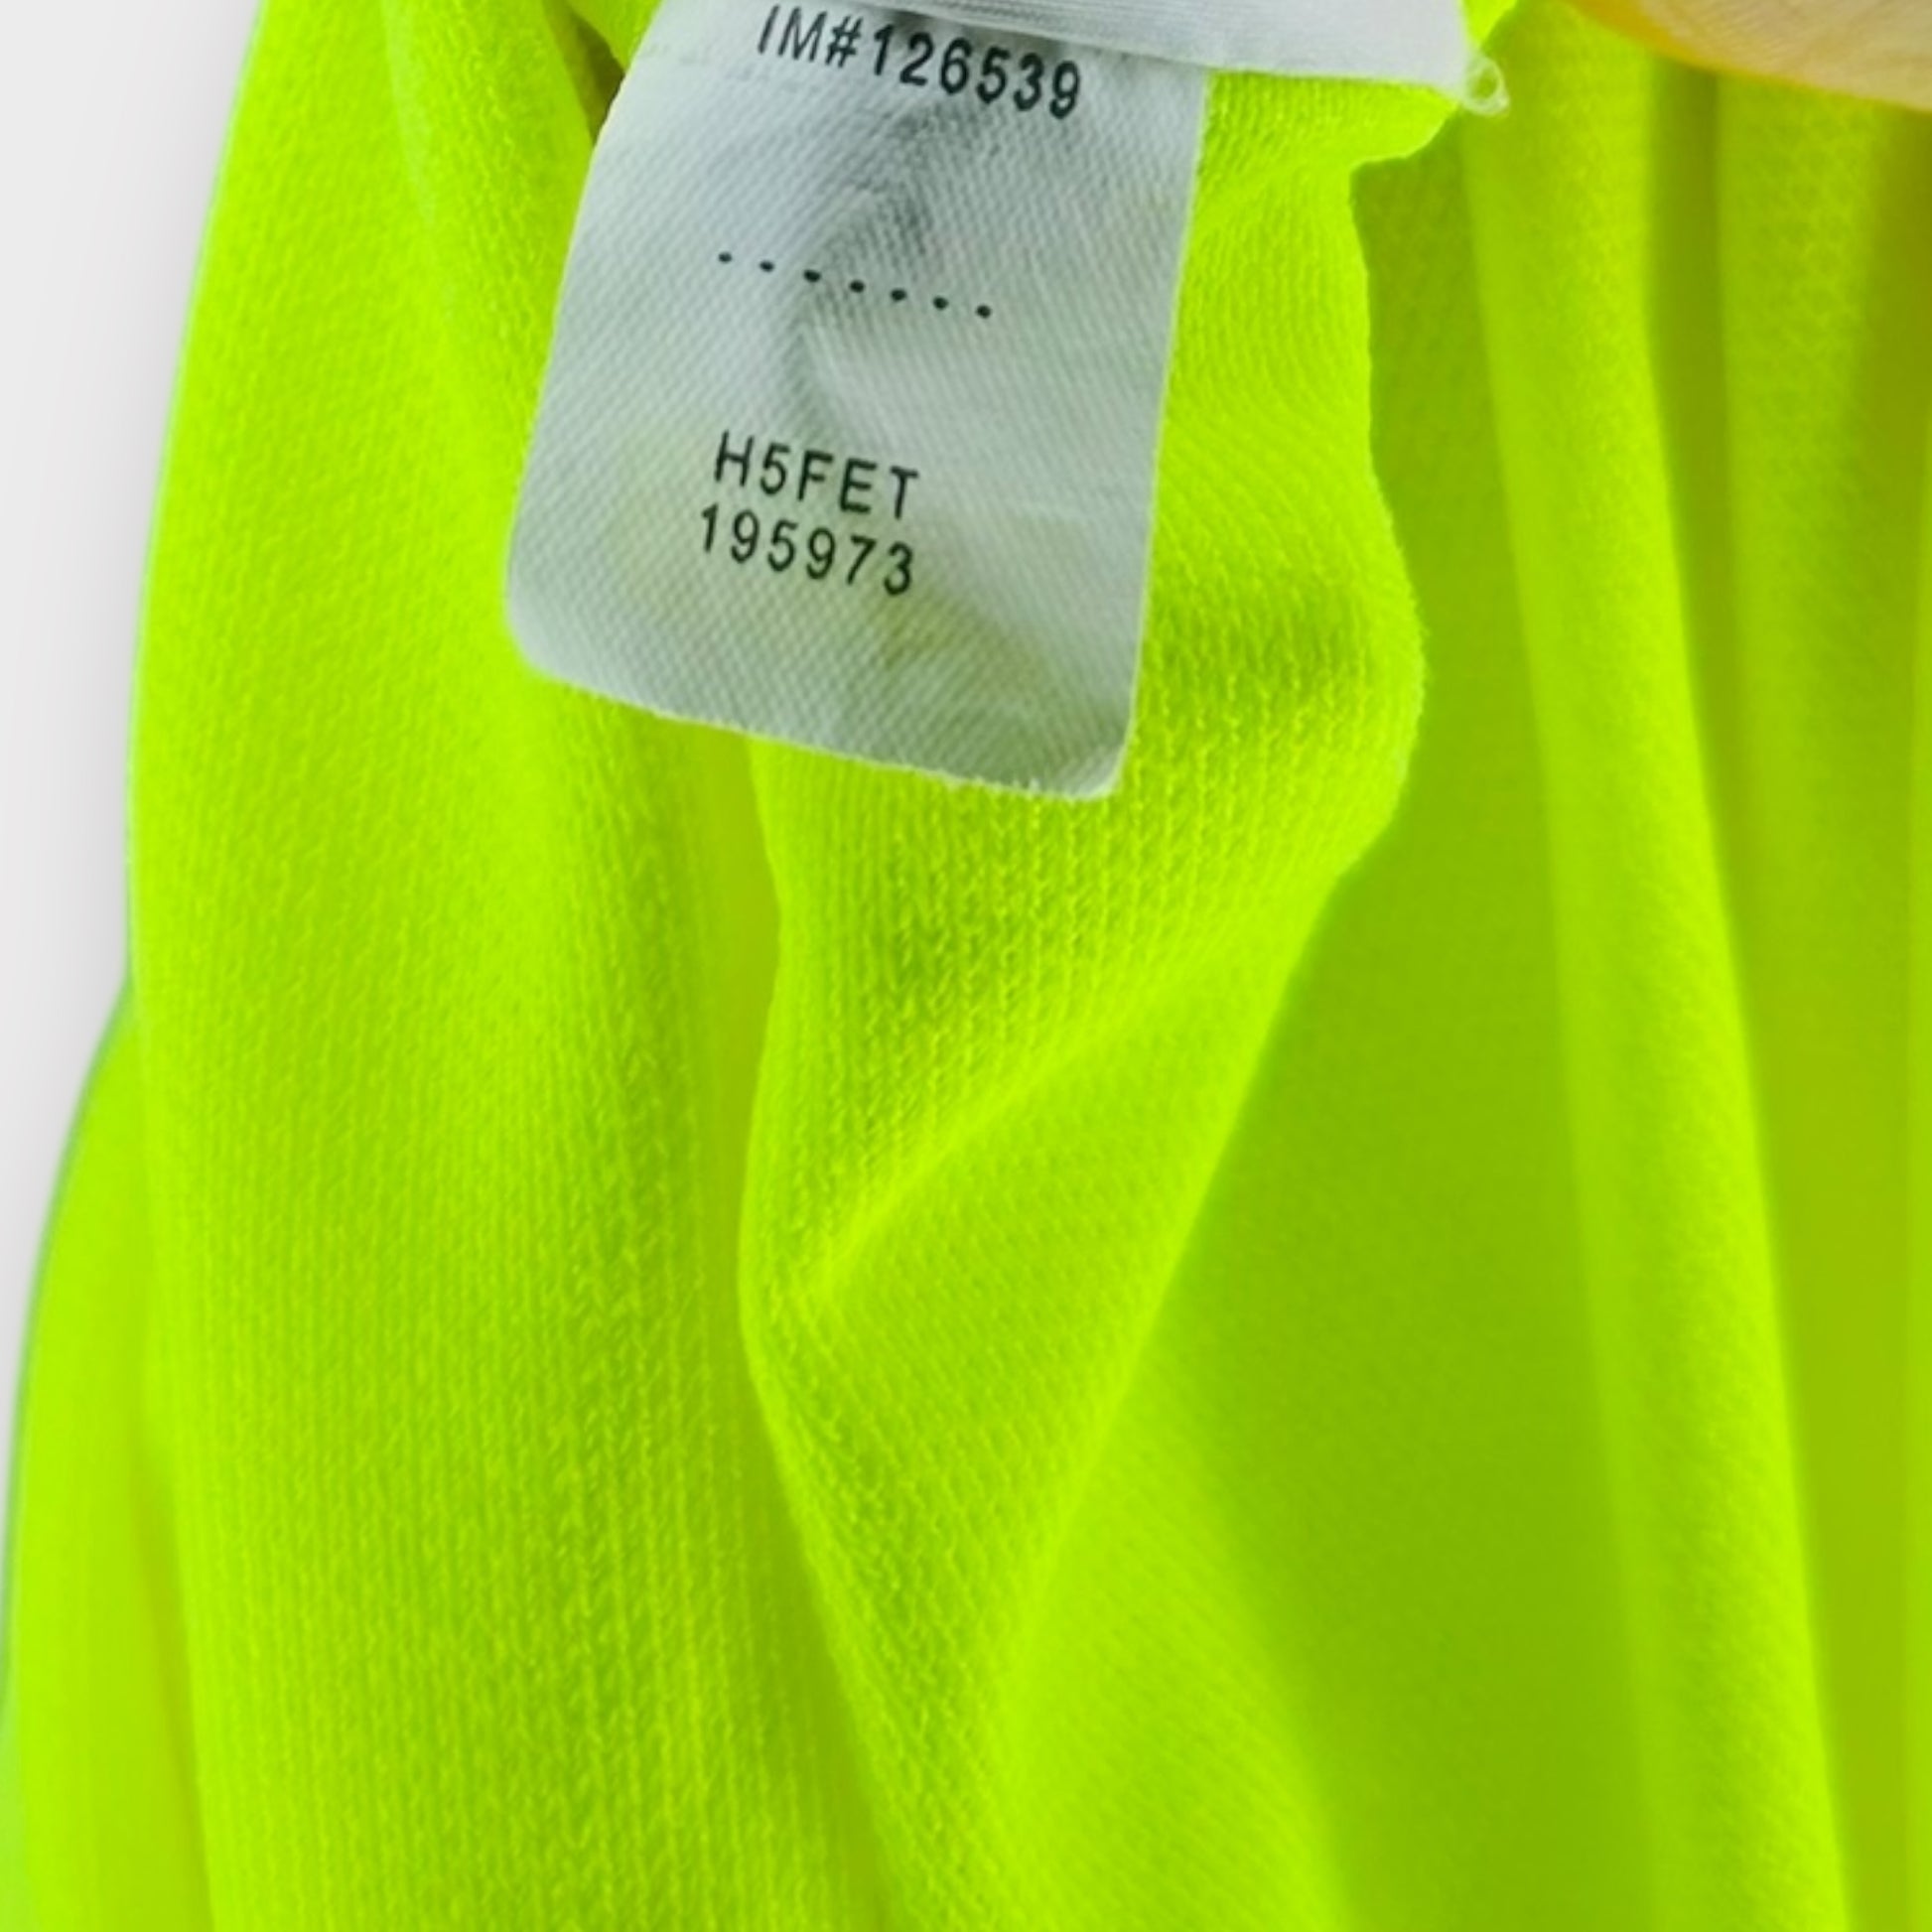 IM#126539
.......
H5FET
195973